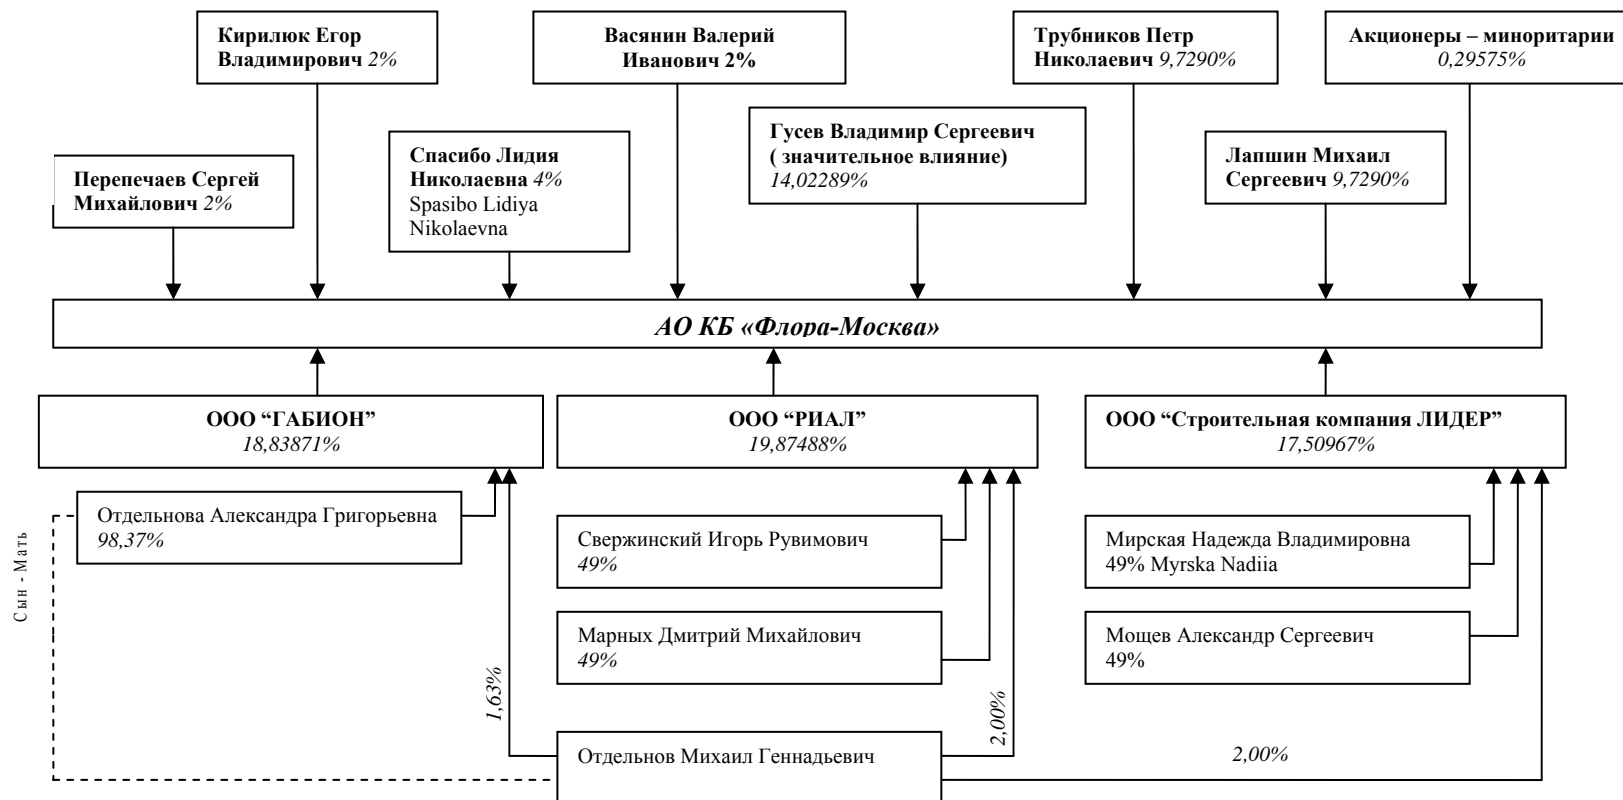 Кирилюк Егор
Владимирович 2%
Васянин Валерий
Иванович 2%
Трубников Петр
Николаевич 9,7290%
Акционеры – миноритарии
0,29575%
Перепечаев Сергей
Михайлович 2%
Спасибо Лидия
Николаевна 4%
Spasibo Lidiya
Nikolaevna
Гусев Владимир Сергеевич
( значительное влияние)
14,02289%
Лапшин Михаил
Сергеевич 9,7290%
АО КБ «Флора-Москва»
ООО “ГАБИОН”
18,83871%
ООО “РИАЛ”
19,87488%
ООО “Строительная компания ЛИДЕР”
17,50967%
Отдельнова Александра Григорьевна
98,37%
Свержинский Игорь Рувимович
49%
Мирская Надежда Владимировна
49% Myrska Nadiia
Сын - Мать
Марных Дмитрий Михайлович
49%
Мощев Александр Сергеевич
49%
1,63%
2,00%
Отдельнов Михаил Геннадьевич
2,00%